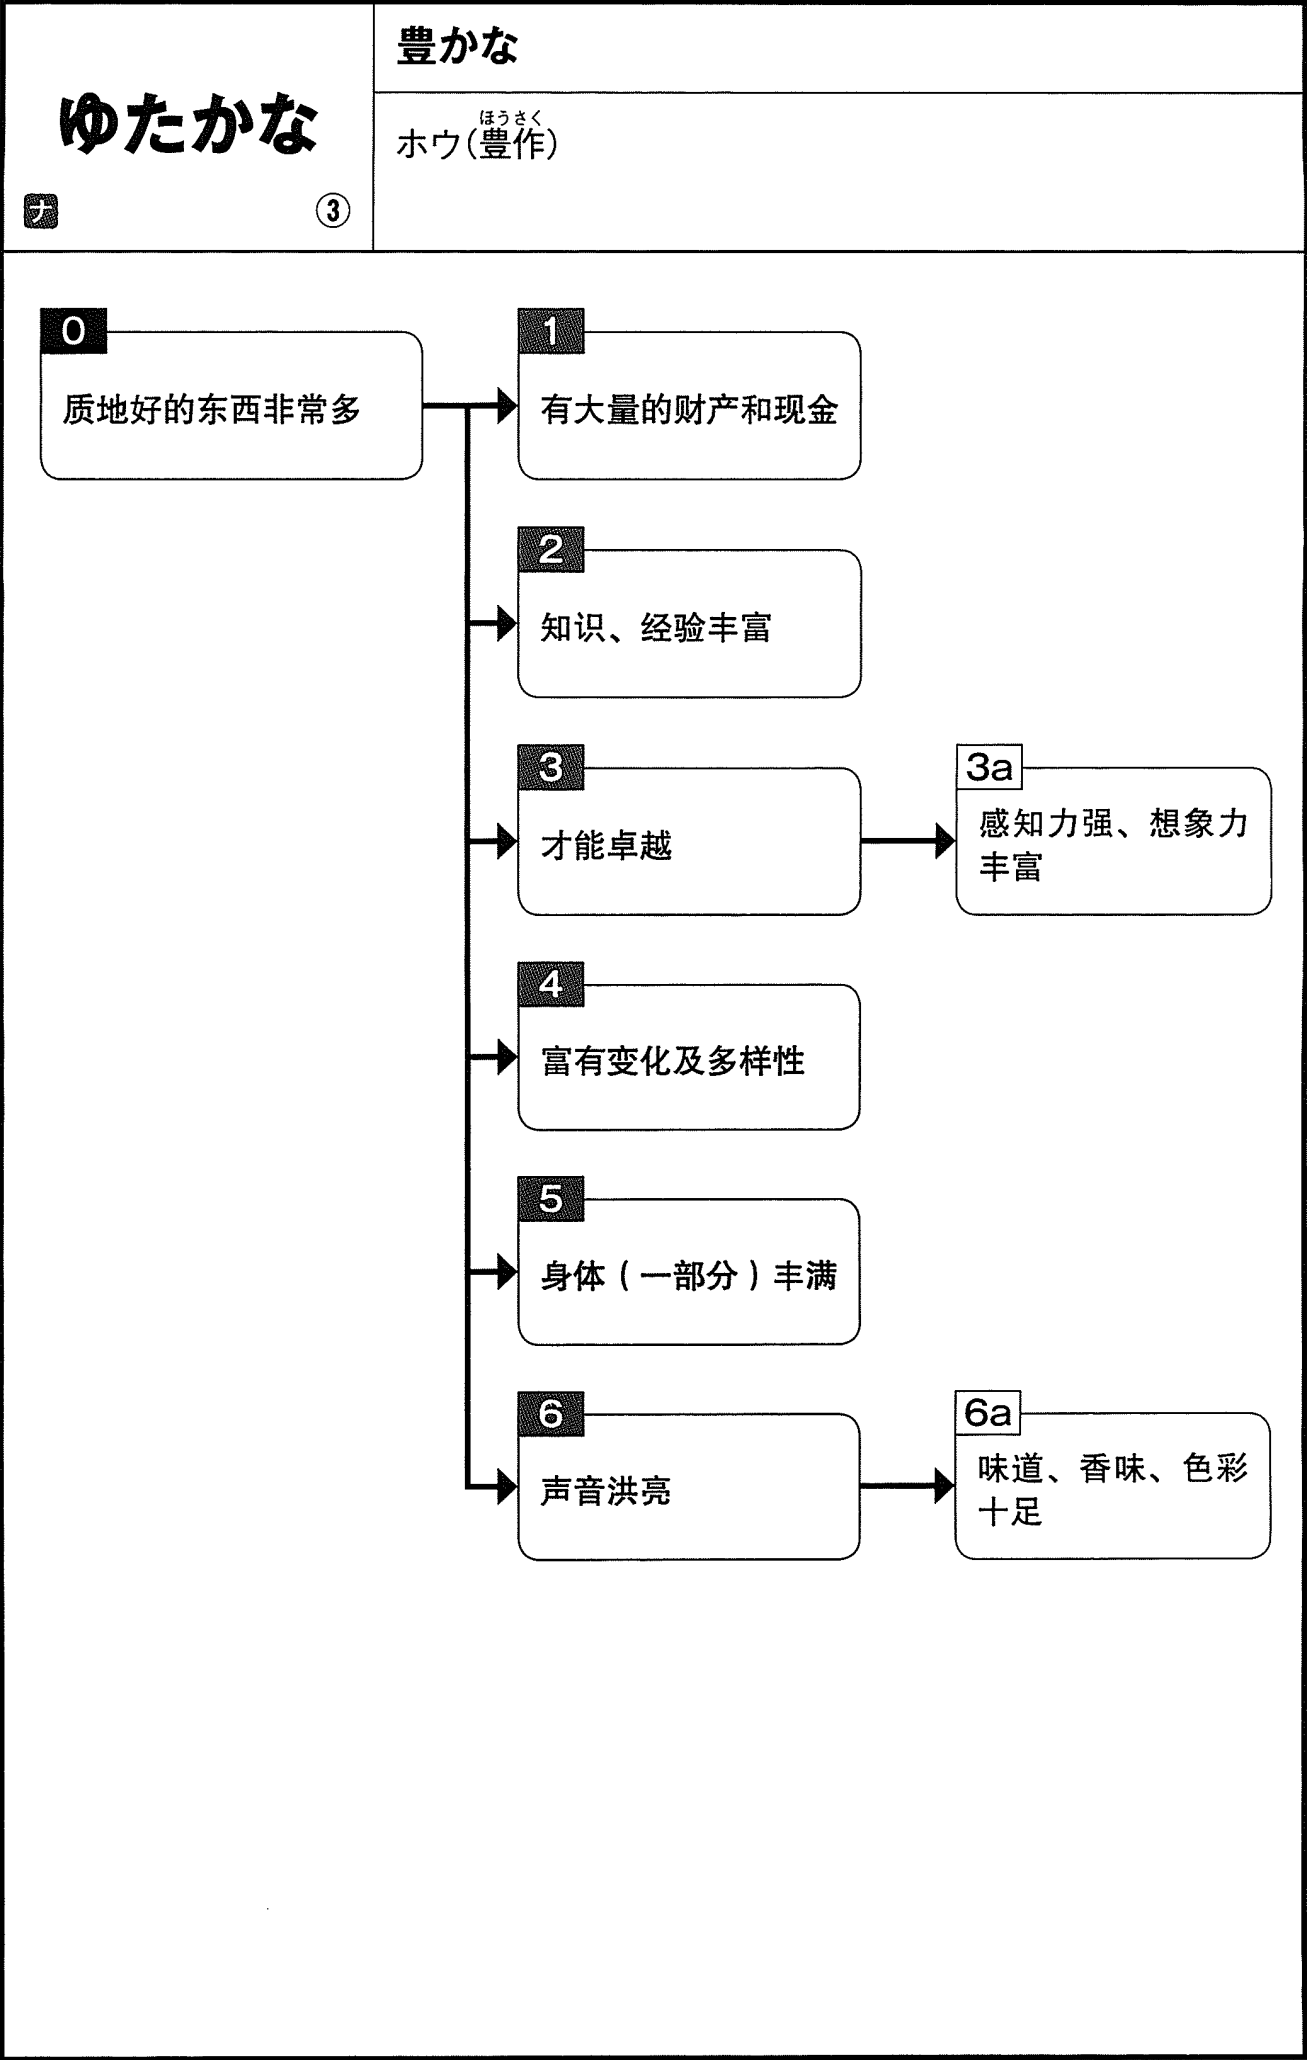 ゆたかな
ナ
③
豊かな
ほうさく
ホウ(豊作)
0
质地好的东西非常多
1
有大量的财产和现金
2
知识、经验丰富
3
才能卓越
3a
感知力强、想象力
丰富
4
富有变化及多样性
5
身体(一部分)丰满
6
声音洪亮
6a
味道、香味、色彩
十足